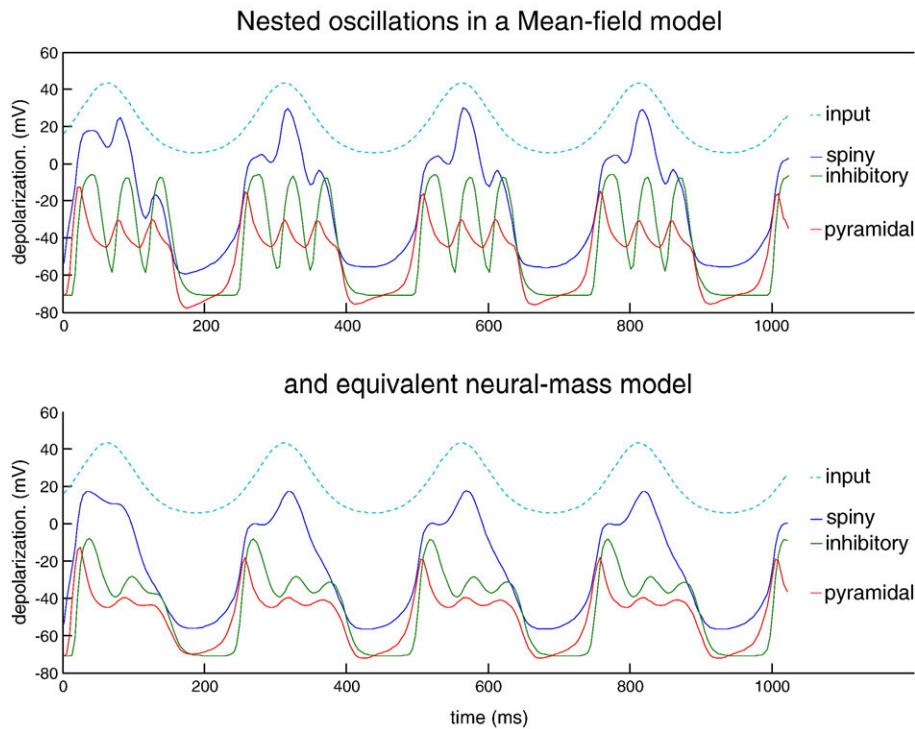 Nested oscillations in a Mean-field model
60
40
20
0
-20
-40
-60
-80
depolarization. (mV)
0 200 400 600 800 1000
input
spiny
inhibitory
pyramidal
and equivalent neural-mass model
60
40
20
0
-20
-40
-60
-80
depolarization. (mV)
0 200 400 600 800 1000
time (ms)
input
spiny
inhibitory
pyramidal